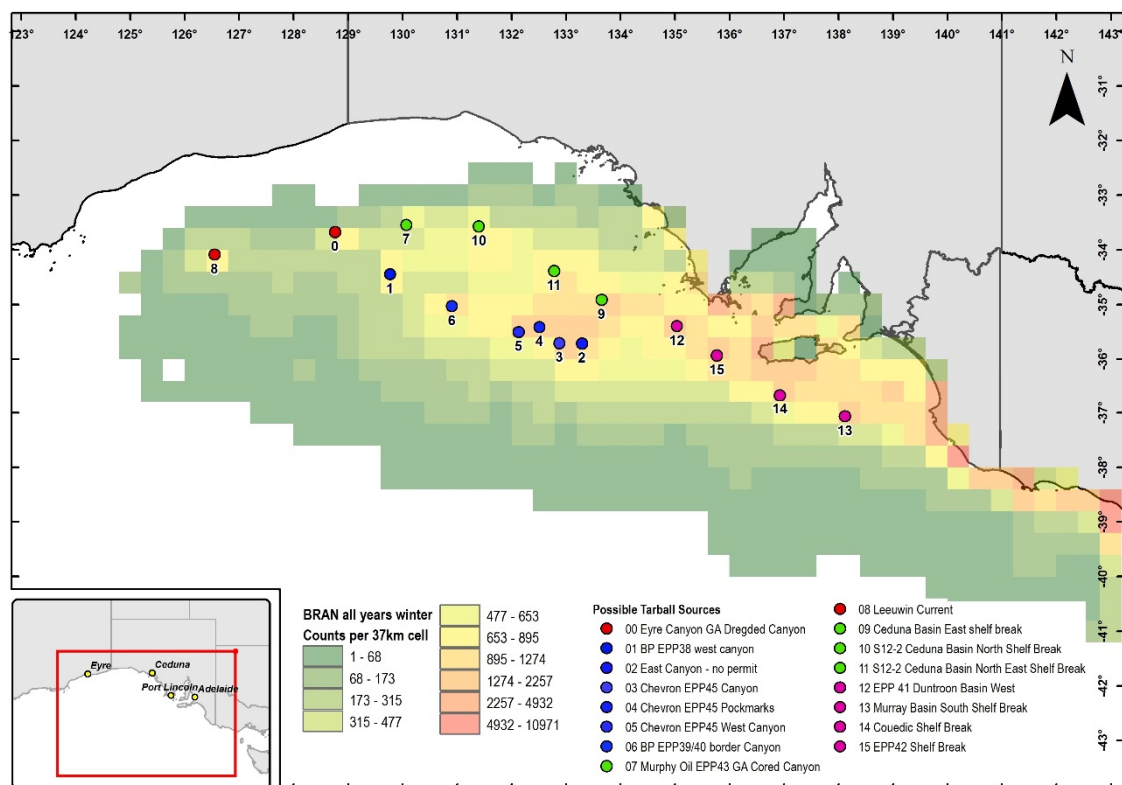 123° 124° 125° 126° 127° 128° 129° 130° 131° 132° 133° 134° 135° 136° 137° 138° 139° 140° 141° 142° 143°
N
-31°
-32°
-33°
-34°
-35°
-36°
-37°
-38°
-39°
-40°
-41°
-42°
-43°
0
7
10
8
1
11
6
9
5
4
3
2
12
15
14
13
Eyre
Ceduna
Port Lincoln
Adelaide
BRAN all years winter
Counts per 37km cell
1 - 68
68 - 173
173 - 315
315 - 477
477 - 653
653 - 895
895 - 1274
1274 - 2257
2257 - 4932
4932 - 10971
Possible Tarball Sources
00 Eyre Canyon GA Dregded Canyon
01 BP EPP38 west canyon
02 East Canyon - no permit
03 Chevron EPP45 Canyon
04 Chevron EPP45 Pockmarks
05 Chevron EPP45 West Canyon
06 BP EPP39/40 border Canyon
07 Murphy Oil EPP43 GA Cored Canyon
08 Leeuwin Current
09 Ceduna Basin East shelf break
10 S12-2 Ceduna Basin North Shelf Break
11 S12-2 Ceduna Basin North East Shelf Break
12 EPP 41 Duntroon Basin West
13 Murray Basin South Shelf Break
14 Couedic Shelf Break
15 EPP42 Shelf Break